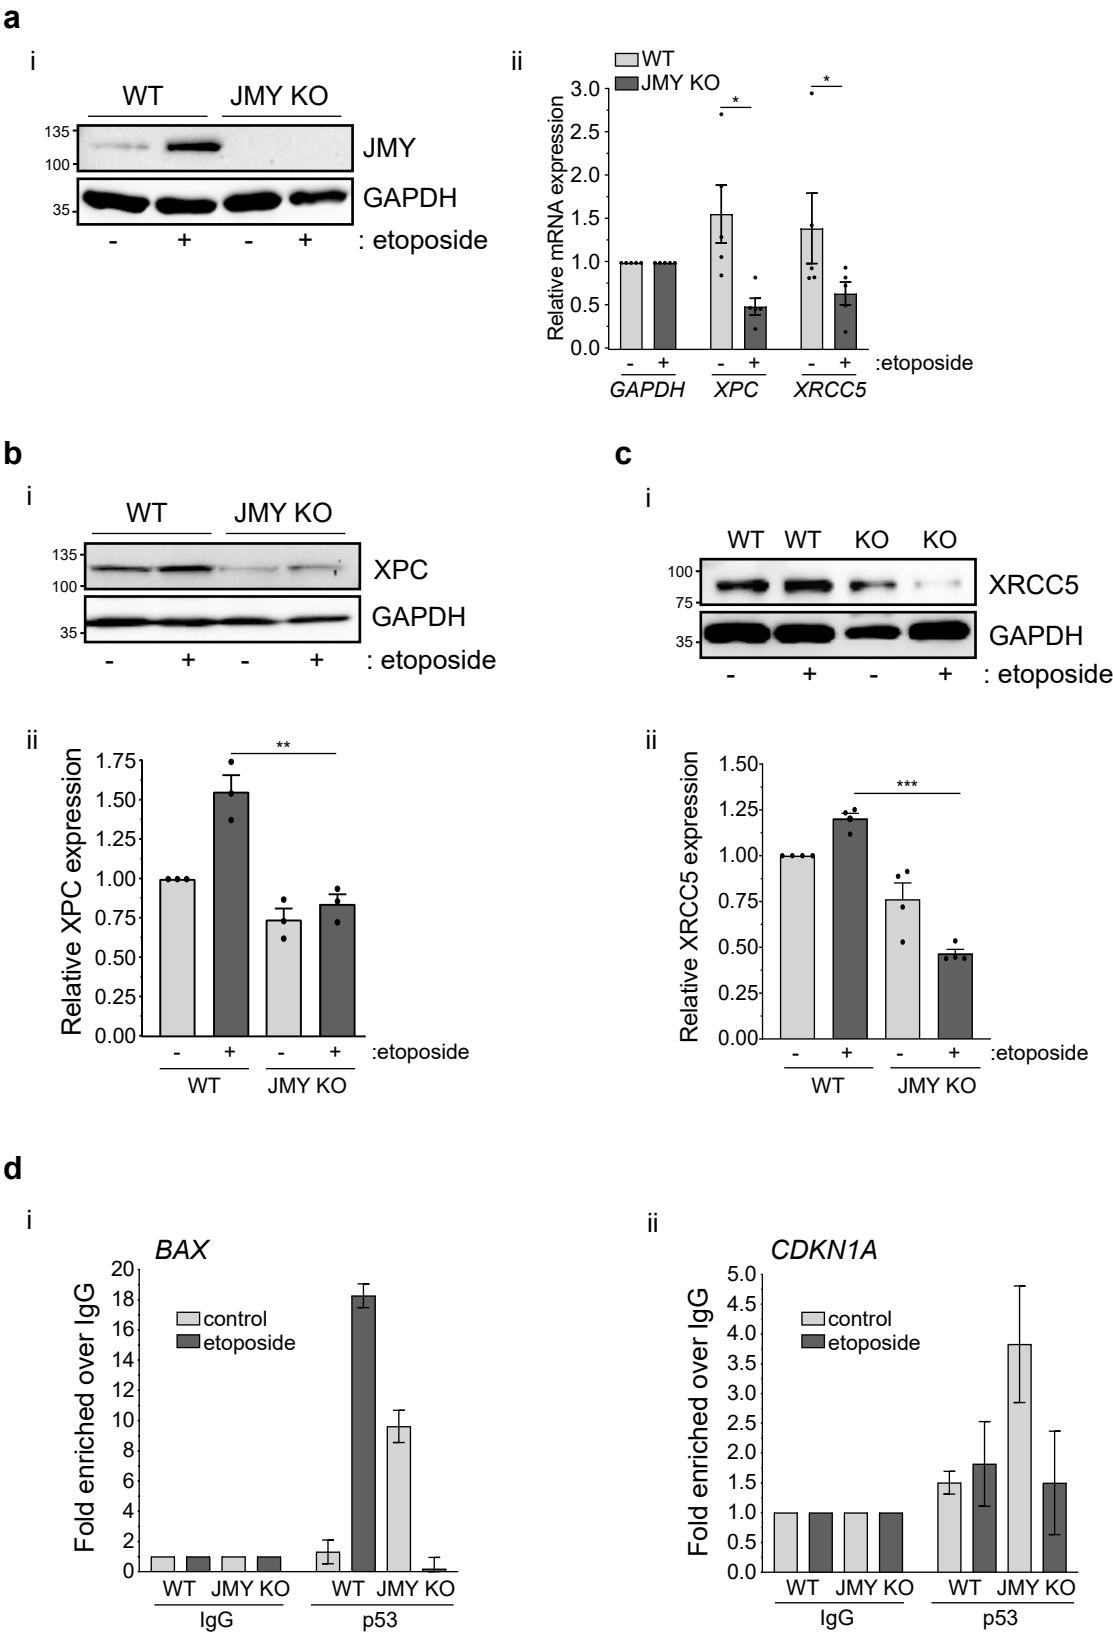 a
i
WT JMY KO
135
100
JMY
35
GAPDH
- + - + : etoposide
ii
WT
JMY KO
Relative mRNA expression
3.0
2.5
2.0
1.5
1.0
0.5
0.0
* *
- + - + - + :etoposide
GAPDH XPC XRCC5
b
i
WT JMY KO
135
100
XPC
35
GAPDH
- + - + : etoposide
ii
Relative XPC expression
1.75
1.50
1.25
1.00
0.75
0.50
0.25
0.00
**
- + - + :etoposide
WT JMY KO
c
i
WT WT KO KO
100
75
XRCC5
35
GAPDH
- + - + : etoposide
ii
Relative XRCC5 expression
1.50
1.25
1.00
0.75
0.50
0.25
0.00
***
- + - + :etoposide
WT JMY KO
d
i
BAX
Fold enriched over IgG
20
18
16
14
12
10
8
6
4
2
0
control
etoposide
WT JMY KO WT JMY KO
IgG p53
ii
CDKN1A
Fold enriched over IgG
5.0
4.5
4.0
3.5
3.0
2.5
2.0
1.5
1.0
0.5
0.0
control
etoposide
WT JMY KO WT JMY KO
IgG p53